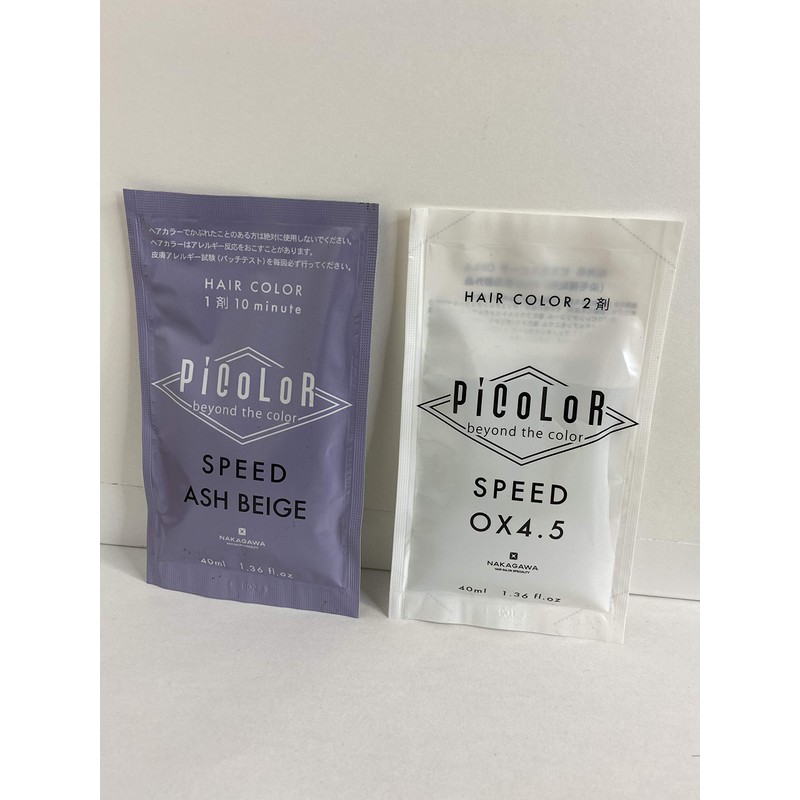 ヘアカラーでかぶれたことのある方は絶対に使用しないでください。
ヘアカラーはアレルギー反応をおこすことがあります。
皮膚アレルギー試験（パッチテスト）を毎回必ず行ってください。
HAIR COLOR
1剤 10 minute
PiCOLOR
beyond the color
SPEED
ASH BEIGE
NAKAGAWA
HAIR SALON SPECIALITY
40ml 1.36 fl.oz
HAIR COLOR 2剤
PiCOLOR
beyond the color
SPEED
OX4.5
NAKAGAWA
HAIR SALON SPECIALITY
40ml 1.36 fl.oz